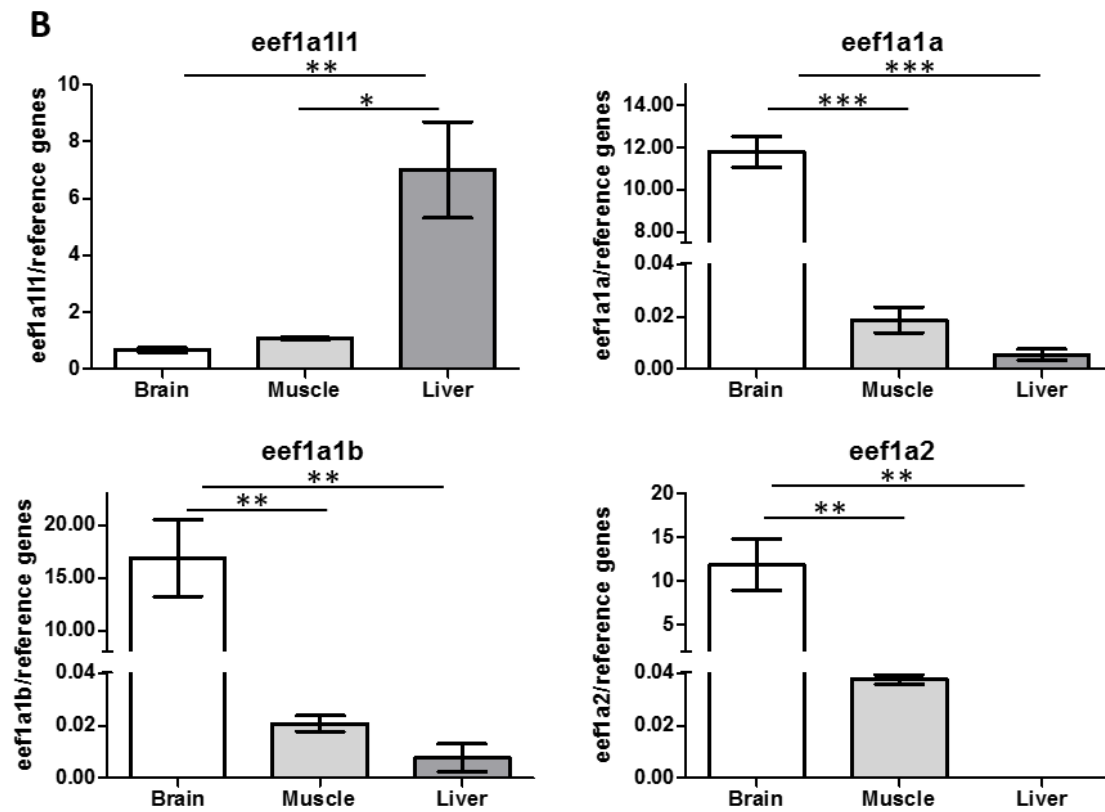 B
eef1a1l1
**
*
eef1a1l1/reference genes
10
8
6
4
2
0
Brain Muscle Liver
eef1a1a
***
***
eef1a1a/reference genes
14.00
12.00
10.00
8.00
0.04
0.02
0.00
Brain Muscle Liver
eef1a1b
**
**
eef1a1b/reference genes
20.00
15.00
10.00
0.04
0.02
0.00
Brain Muscle Liver
eef1a2
**
**
eef1a2/reference genes
20
15
10
5
0.04
0.02
0.00
Brain Muscle Liver